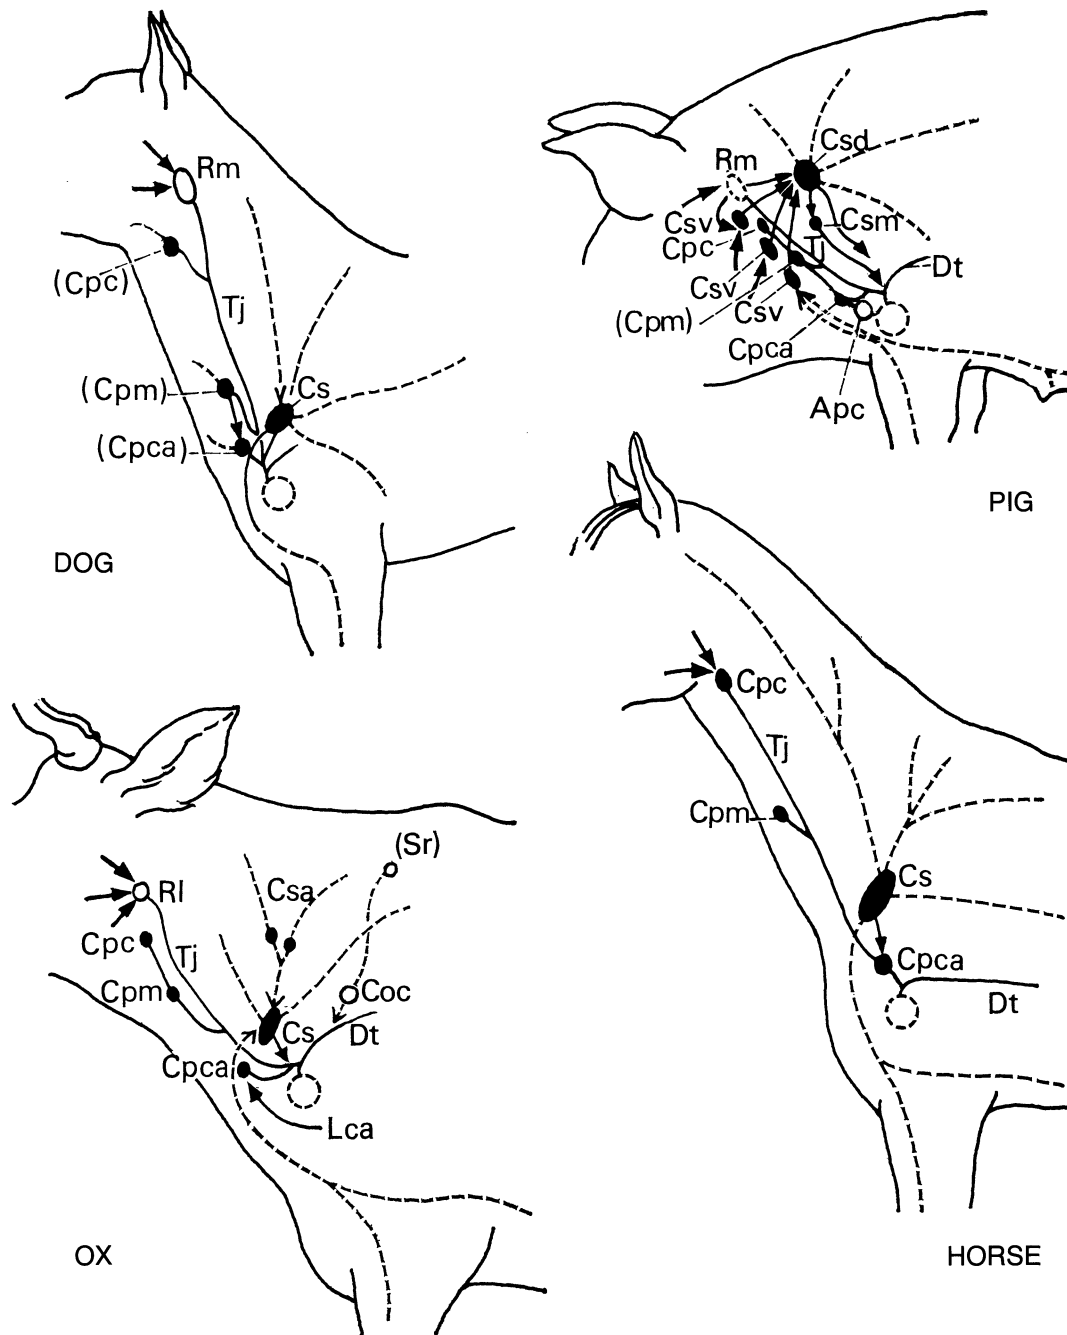 Rm
(Cpc)
Tj
(Cpm)
Cs
(Cpca)
DOG
Csd
Rm
Csv
Csm
Cpc
Tj
Dt
Csv
Csv
(Cpm)
Cpca
Apc
PIG
(Sr)
Rl
Csa
Cpc
Tj
Cpm
Coc
Cs
Dt
Cpca
Lca
OX
Cpc
Tj
Cpm
Cs
Cpca
Dt
HORSE